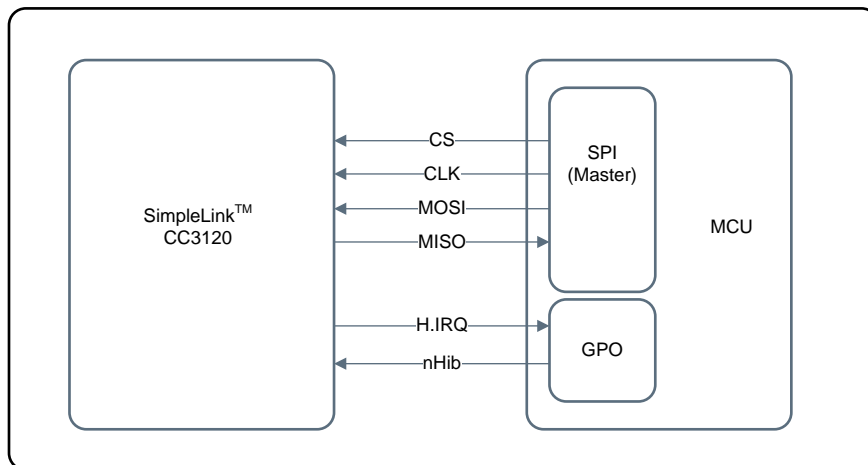 CS
CLK
MOSI
MISO
H.IRQ
nHib
SimpleLink™
CC3120
SPI
(Master)
MCU
GPO